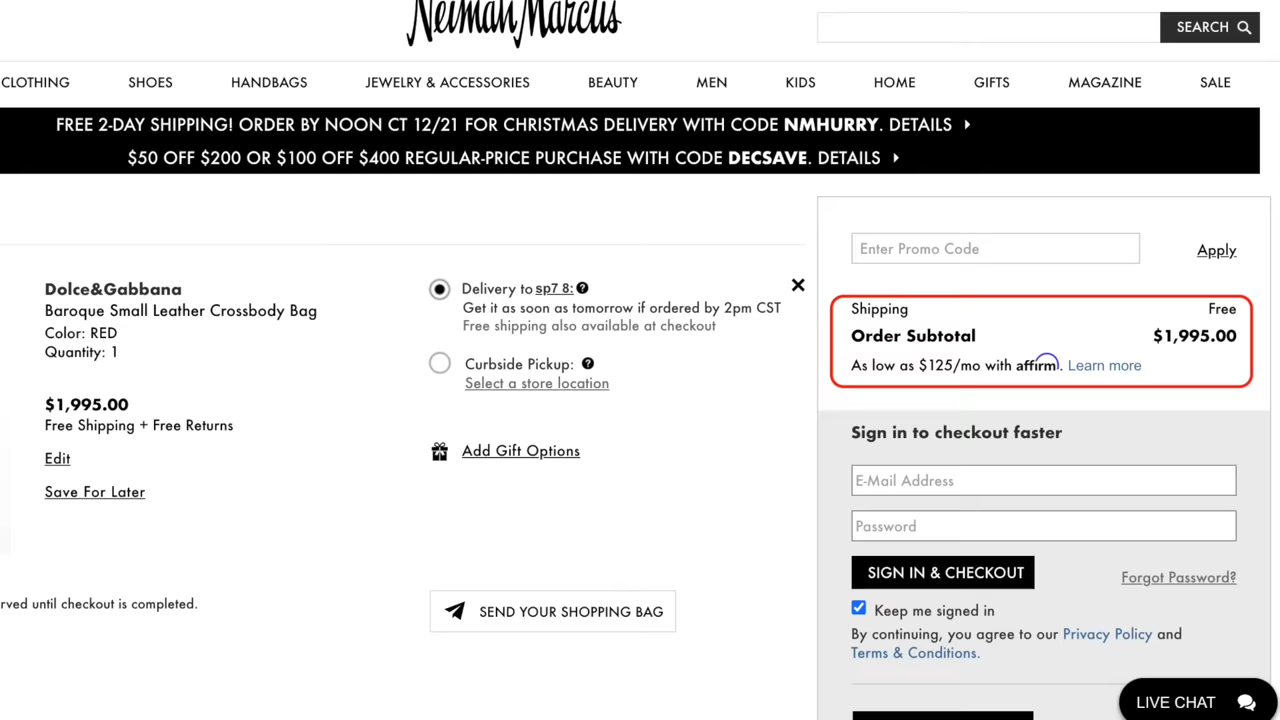 Neiman Marcus
SEARCH
CLOTHING SHOES HANDBAGS JEWELRY & ACCESSORIES BEAUTY MEN KIDS HOME GIFTS MAGAZINE SALE
FREE 2-DAY SHIPPING! ORDER BY NOON CT 12/21 FOR CHRISTMAS DELIVERY WITH CODE NMHURRY. DETAILS
$50 OFF $200 OR $100 OFF $400 REGULAR-PRICE PURCHASE WITH CODE DECSAVE. DETAILS
Dolce&Gabbana
Baroque Small Leather Crossbody Bag
Color: RED
Quantity: 1
$1,995.00
Free Shipping + Free Returns
Edit
Save For Later
rved until checkout is completed.
Delivery to sp7 8:
Get it as soon as tomorrow if ordered by 2pm CST
Free shipping also available at checkout
Curbside Pickup:
Select a store location
Add Gift Options
SEND YOUR SHOPPING BAG
Enter Promo Code Apply
Shipping Free
Order Subtotal $1,995.00
As low as $125/mo with affirm. Learn more
Sign in to checkout faster
E-Mail Address
Password
SIGN IN & CHECKOUT Forgot Password?
Keep me signed in
By continuing, you agree to our Privacy Policy and
Terms & Conditions.
LIVE CHAT